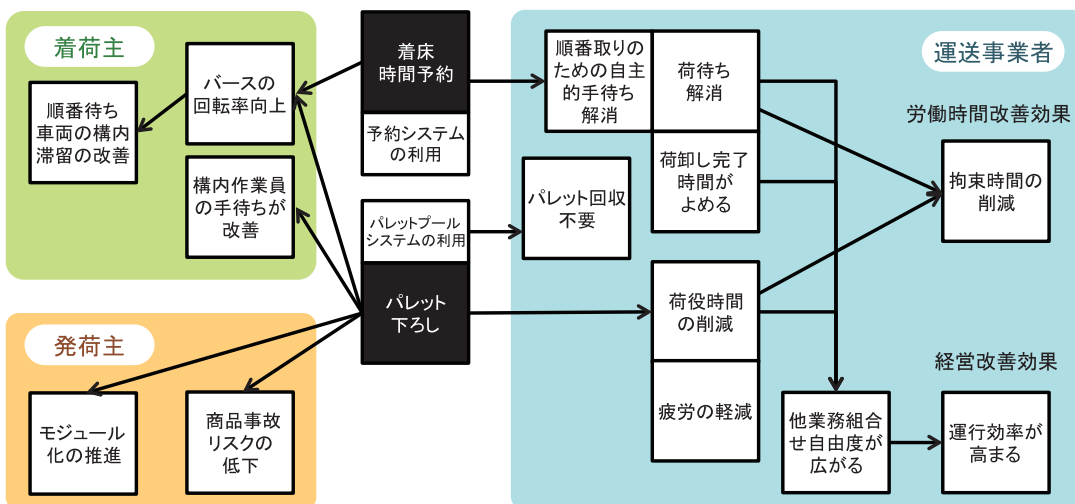 着荷主
順番待ち
車両の構内
滞留の改善
バースの
回転率向上
構内作業員
の手待ちが
改善
発荷主
モジュール
化の推進
商品事故
リスクの
低下
着床
時間予約
予約システム
の利用
パレットプール
システムの利用
パレット
下ろし
運送事業者
順番取りの
ための自主
的手待ち
解消
荷待ち
解消
荷卸し完了
時間が
よめる
パレット回収
不要
荷役時間
の削減
疲労の軽減
労働時間改善効果
拘束時間の
削減
経営改善効果
他業務組合
せ自由度が
広がる
運行効率が
高まる